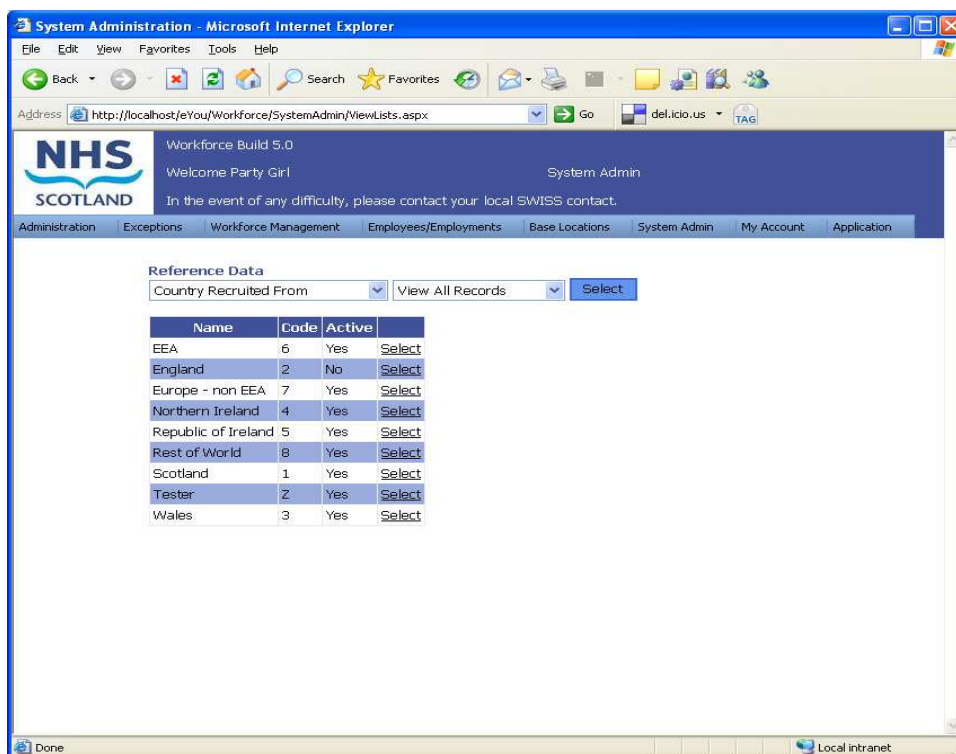 System Administration - Microsoft Internet Explorer
File Edit View Favorites Tools Help
Back Search Favorites
Address http://localhost/eYou/Workforce/SystemAdmin/ViewLists.aspx Go del.icio.us TAG
NHS
SCOTLAND
Workforce Build 5.0
Welcome Party Girl System Admin
In the event of any difficulty, please contact your local SWISS contact.
Administration Exceptions Workforce Management Employees/Employments Base Locations System Admin My Account Application
Reference Data
Country Recruited From View All Records Select
Name Code Active
EEA 6 Yes Select
England 2 No Select
Europe - non EEA 7 Yes Select
Northern Ireland 4 Yes Select
Republic of Ireland 5 Yes Select
Rest of World 8 Yes Select
Scotland 1 Yes Select
Tester Z Yes Select
Wales 3 Yes Select
Done Local intranet